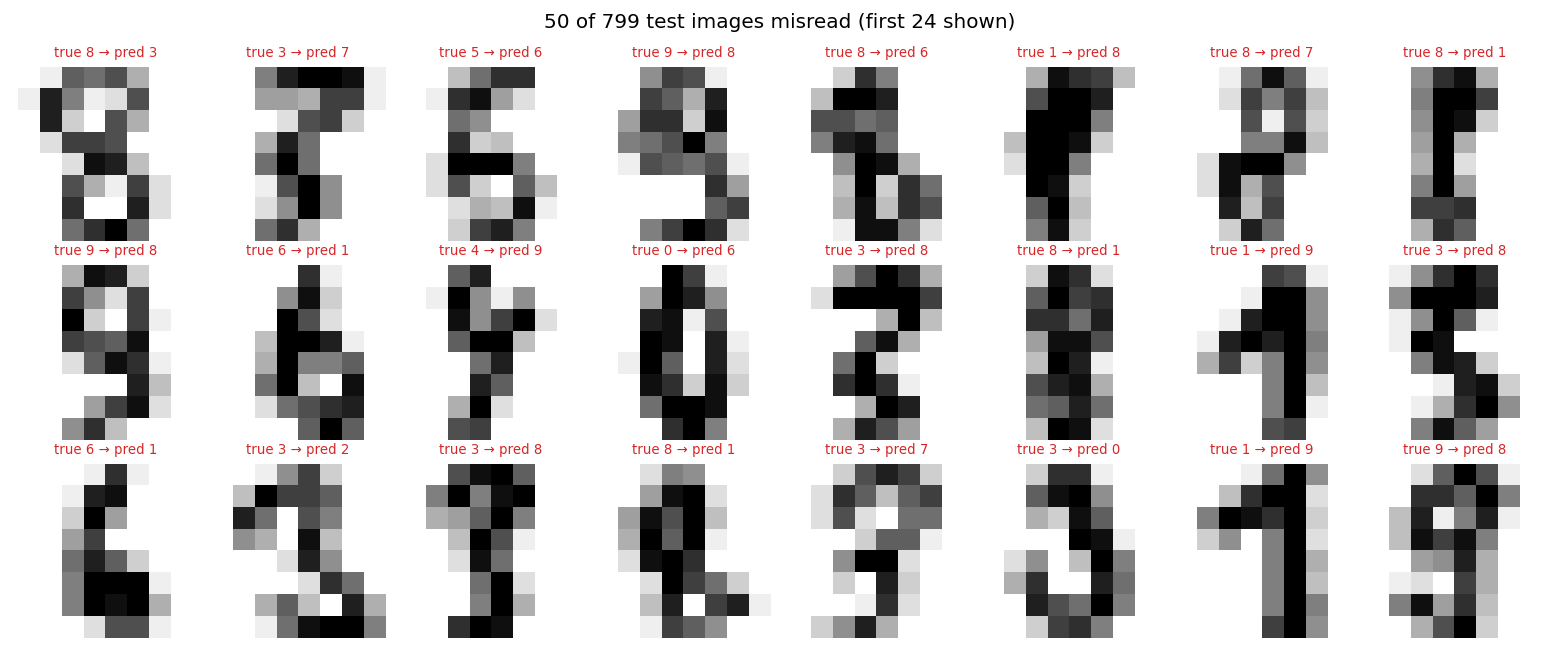 50 of 799 test images misread (first 24 shown)
true 8 → pred 3 true 3 → pred 7 true 5 → pred 6 true 9 → pred 8 true 8 → pred 6 true 1 → pred 8 true 8 → pred 7 true 8 → pred 1
true 9 → pred 8 true 6 → pred 1 true 4 → pred 9 true 0 → pred 6 true 3 → pred 8 true 8 → pred 1 true 1 → pred 9 true 3 → pred 8
true 6 → pred 1 true 3 → pred 2 true 3 → pred 8 true 8 → pred 1 true 3 → pred 7 true 3 → pred 0 true 1 → pred 9 true 9 → pred 8